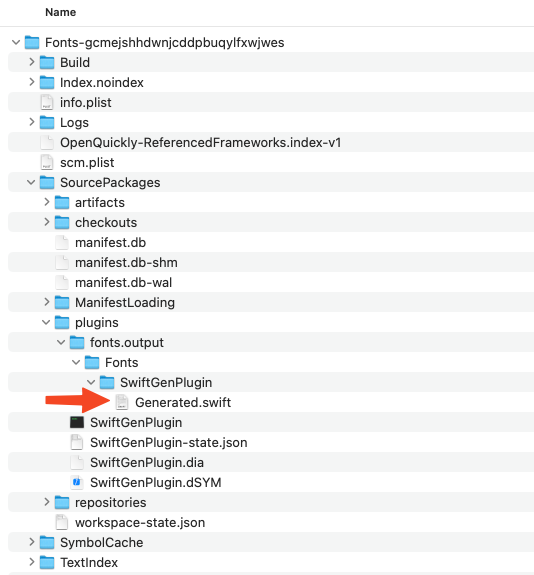 Name
Fonts-gcmejshhdwnjcddpbuqylfxwjwes
Build
Index.noindex
info.plist
Logs
OpenQuickly-ReferencedFrameworks.index-v1
scm.plist
SourcePackages
artifacts
checkouts
manifest.db
manifest.db-shm
manifest.db-wal
ManifestLoading
plugins
fonts.output
Fonts
SwiftGenPlugin
Generated.swift
SwiftGenPlugin
SwiftGenPlugin-state.json
SwiftGenPlugin.dia
SwiftGenPlugin.dSYM
repositories
workspace-state.json
SymbolCache
TextIndex